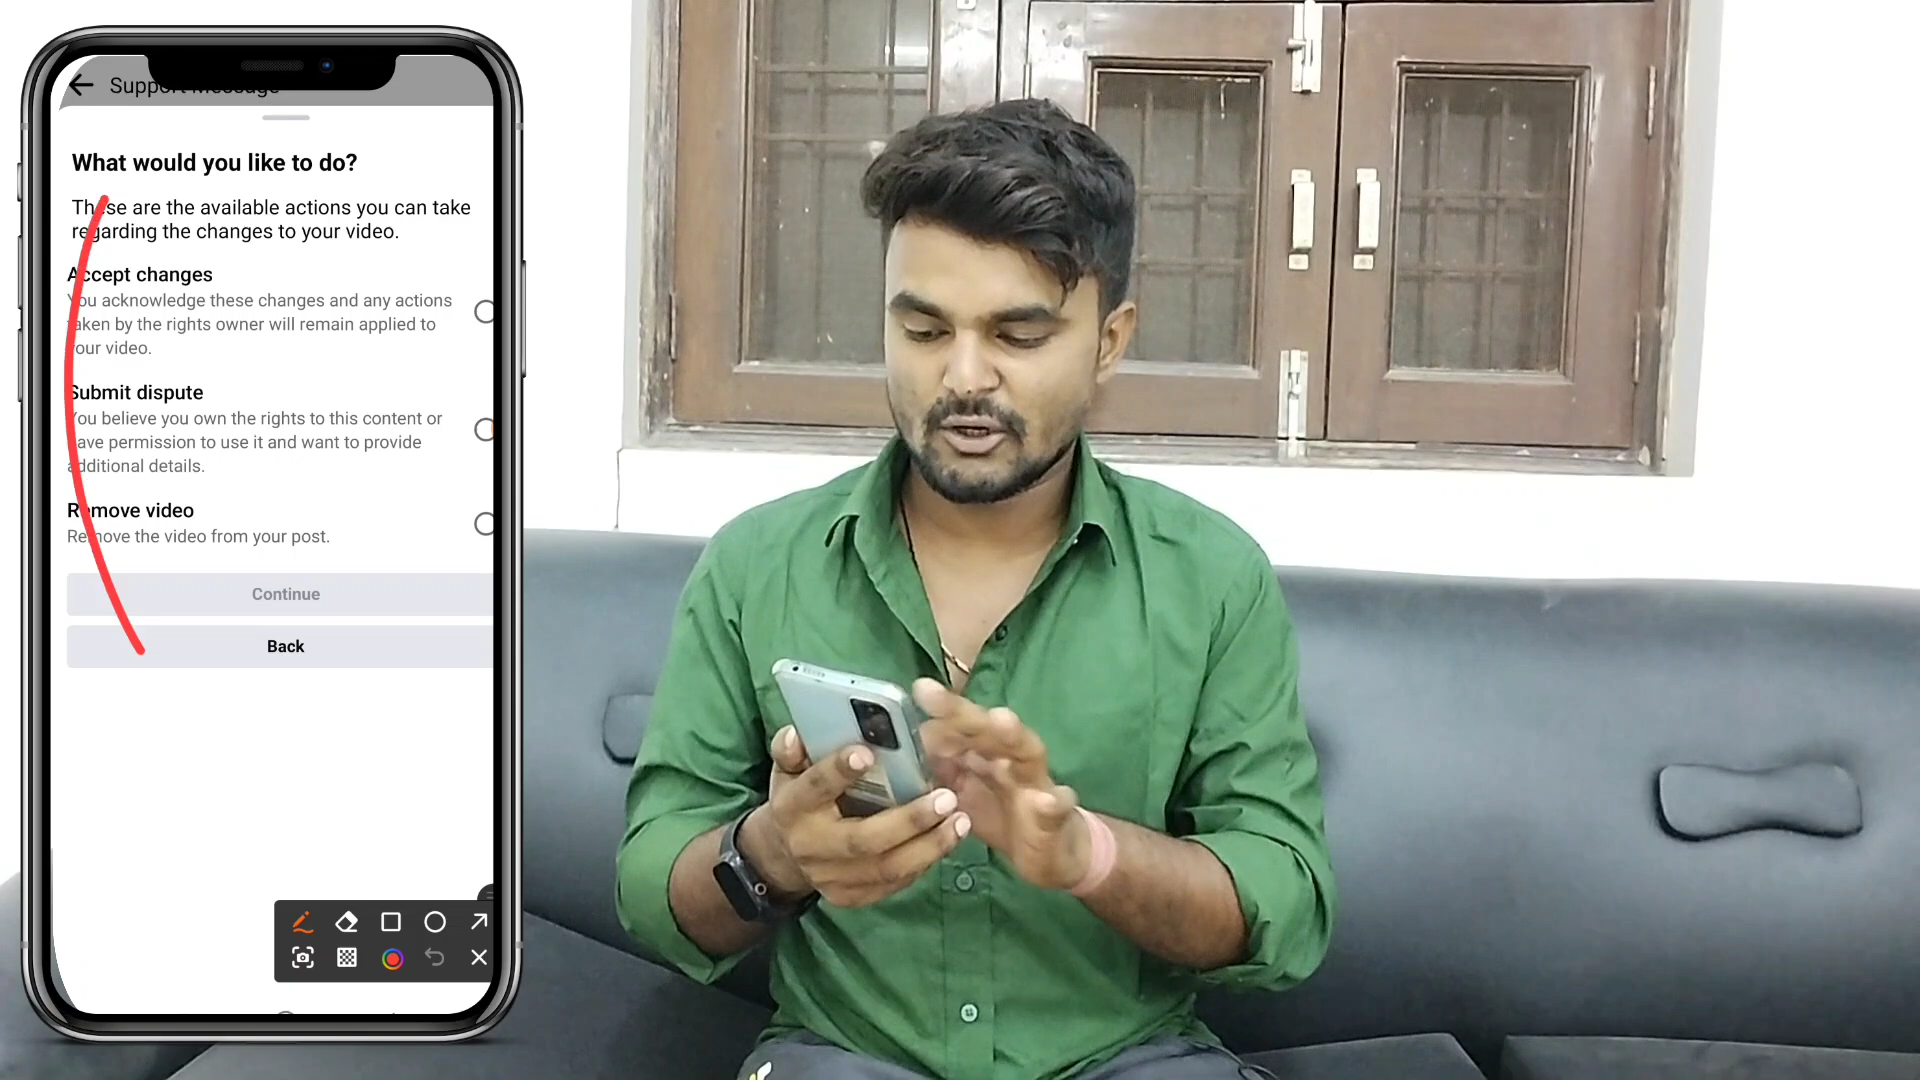 Support Message
What would you like to do?
These are the available actions you can take
regarding the changes to your video.
Accept changes
You acknowledge these changes and any actions
taken by the rights owner will remain applied to
your video.
Submit dispute
You believe you own the rights to this content or
have permission to use it and want to provide
additional details.
Remove video
Remove the video from your post.
Continue
Back